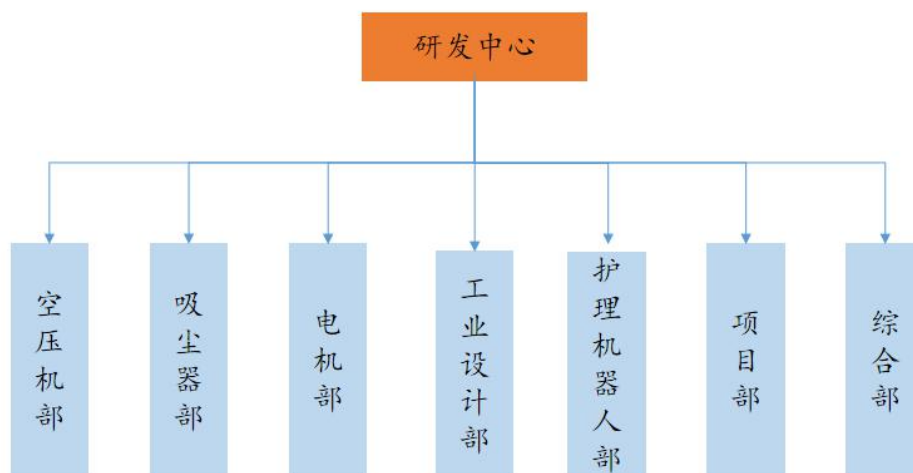 研发中心
空压机部
吸尘器部
电机部
工业设计部
护理机器人部
项目部
综合部